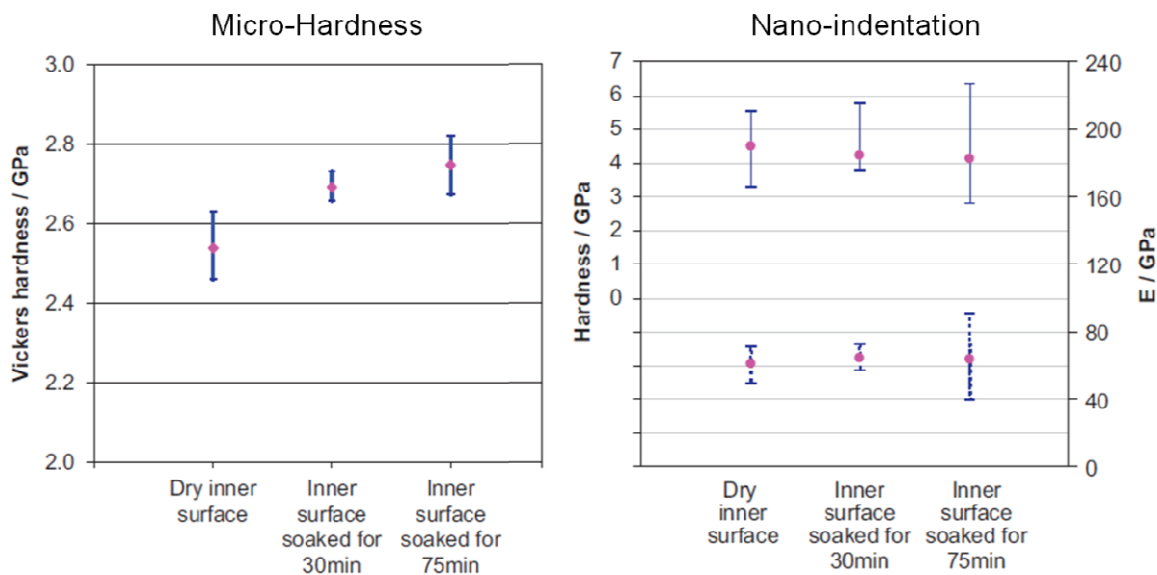 Micro-Hardness
Vickers hardness / GPa
3.0
2.8
2.6
2.4
2.2
2.0
Dry inner
surface
Inner
surface
soaked for
30min
Inner
surface
soaked for
75min
Nano-indentation
Hardness / GPa
7
6
5
4
3
2
1
0
240
200
160
120
80
40
0
E / GPa
Dry
inner
surface
Inner
surface
soaked for
30min
Inner
surface
soaked for
75min